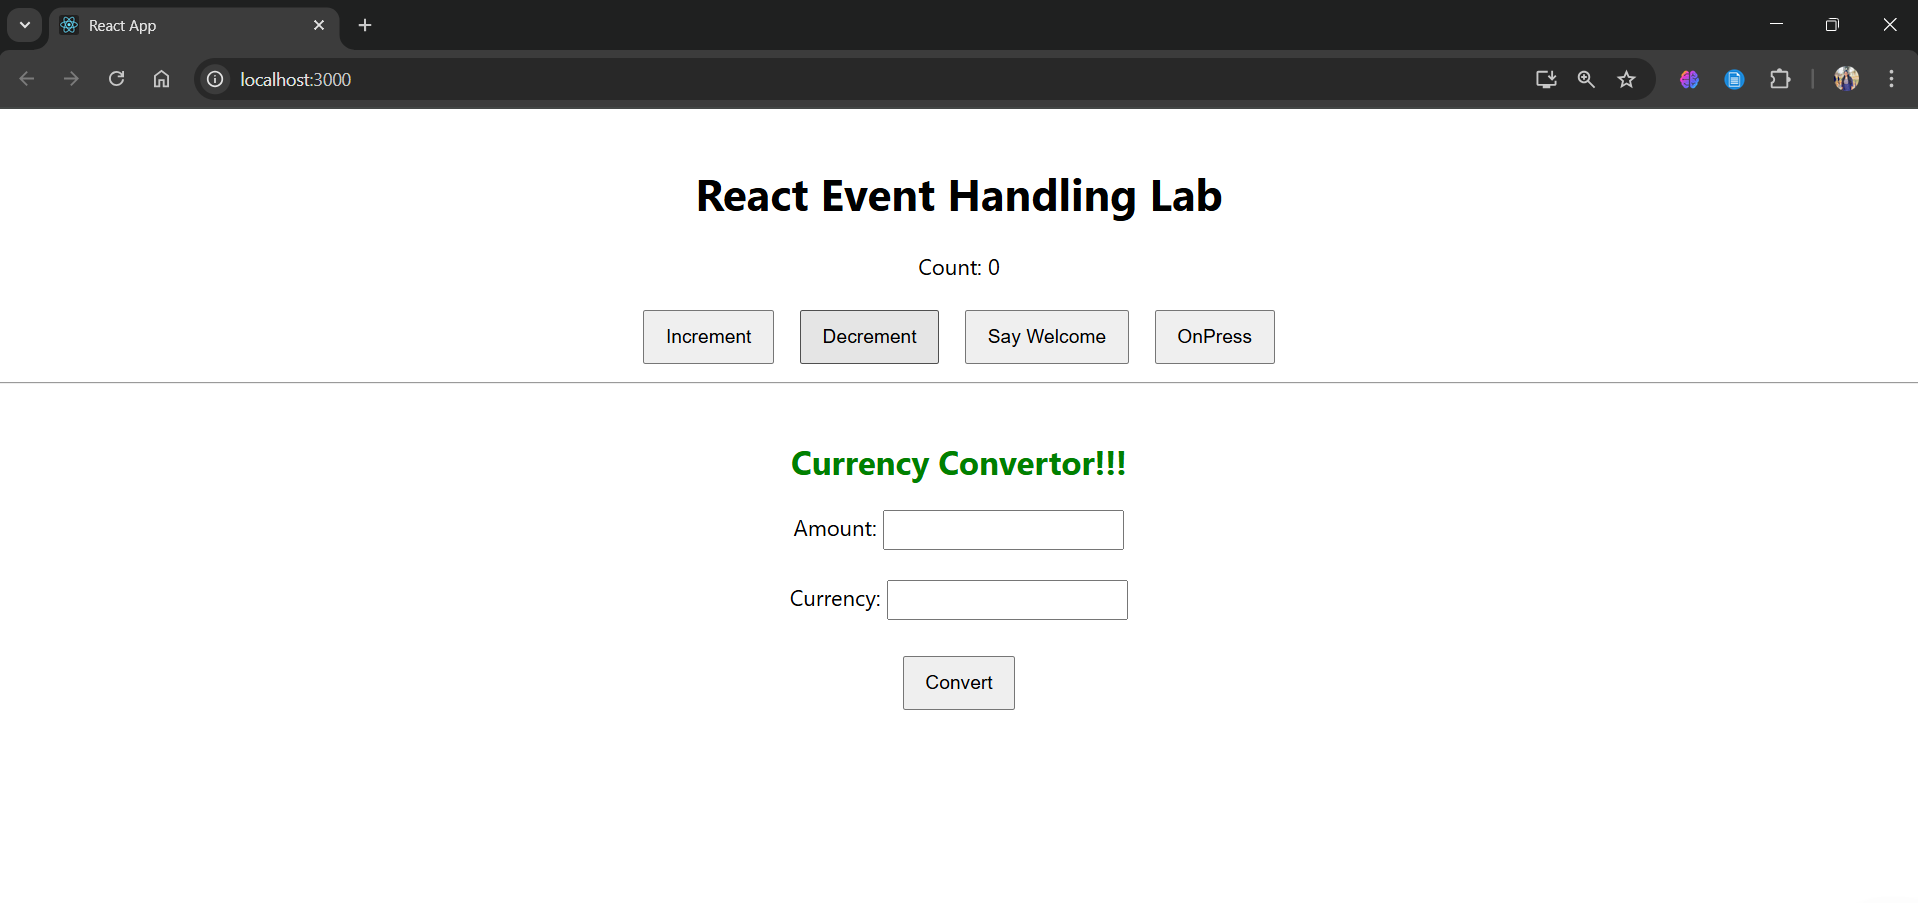 React App
localhost:3000
React Event Handling Lab
Count: 0
Increment Decrement Say Welcome OnPress
Currency Convertor!!!
Amount:
Currency:
Convert